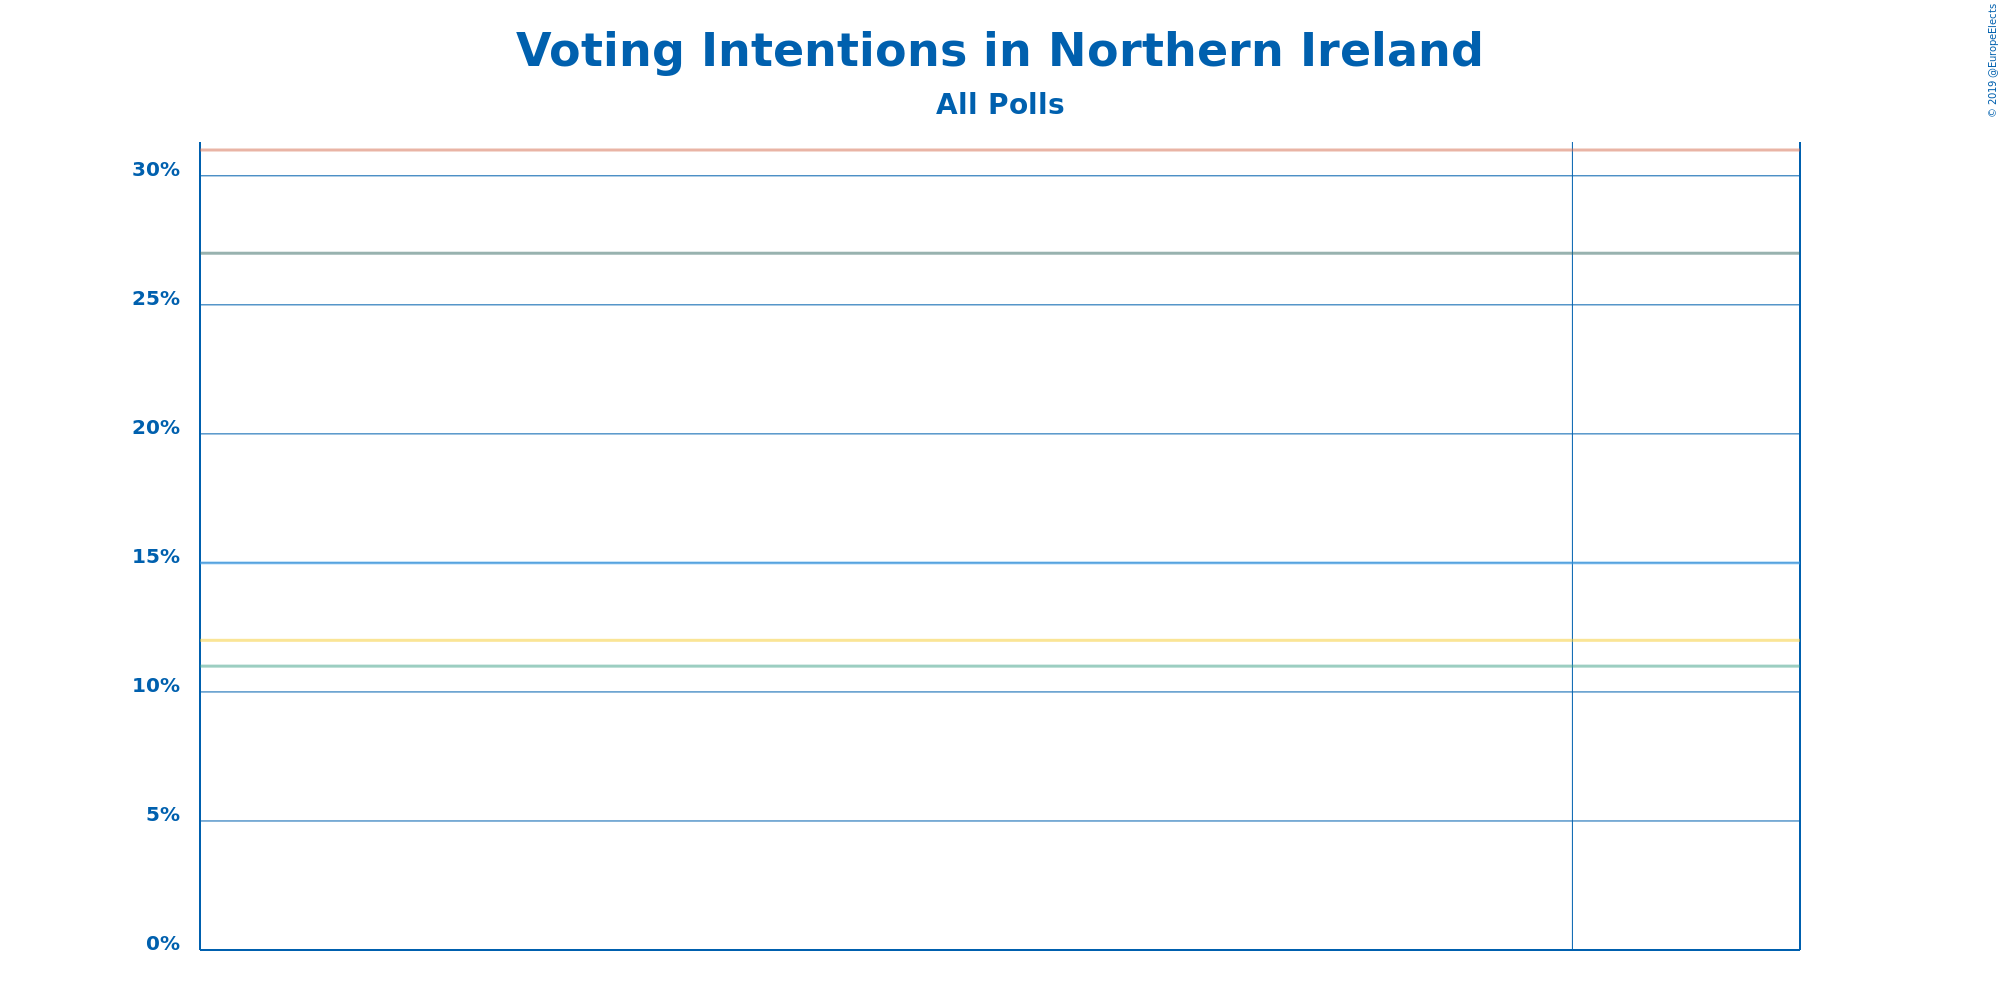 Voting Intentions in Northern Ireland
All Polls
© 2019 @EuropeElects
30%
25%
20%
15%
10%
5%
0%